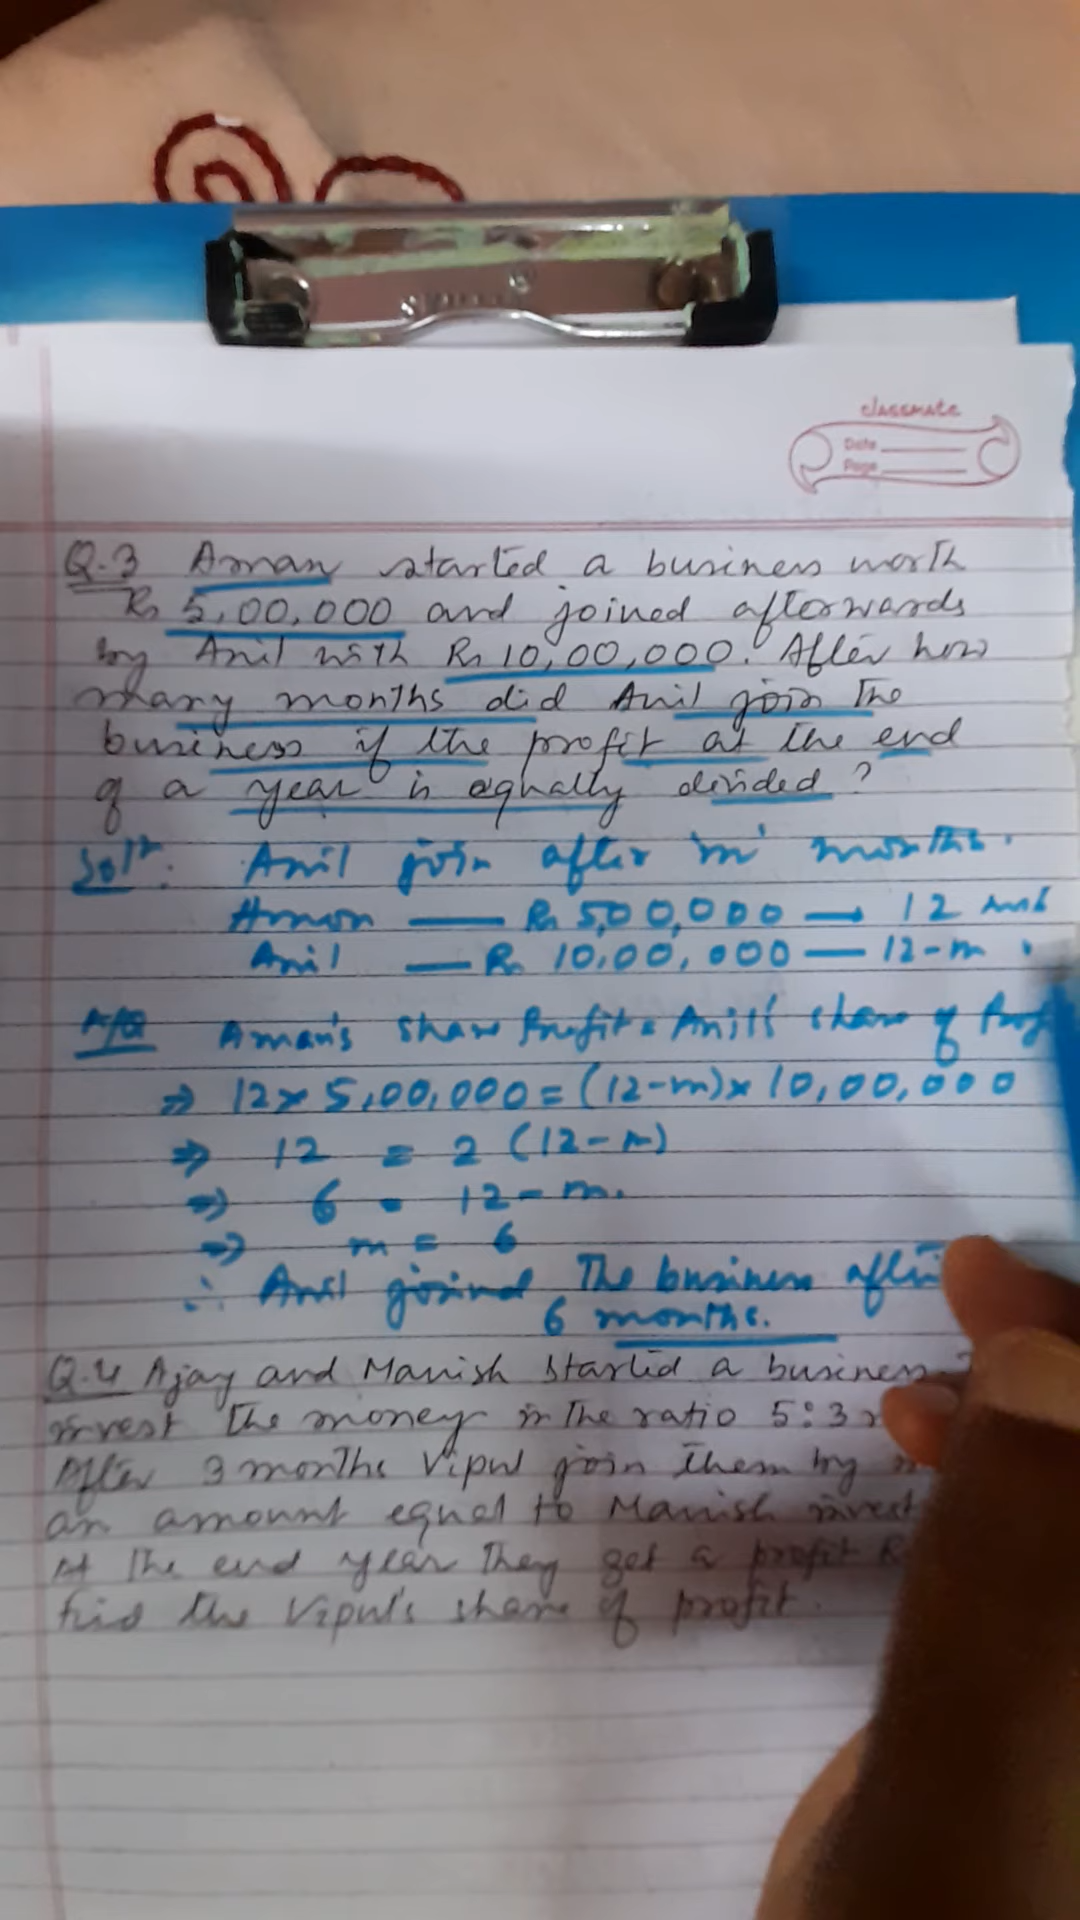 classmate
Date
Page
Q.3 Aman started a business worth
Rs 5,00,000 and joined afterwards
by Anil with Rs 10,00,000. After how
many months did Anil join the
business if the profit at the end
of a year is equally divided ?
Solⁿ: Anil join after 'm' months.
Aman — Rs 5,00,000 → 12
Anil — Rs 10,00,000 — 12-m
A/Q Aman's share Profit = Anil's share of Prof
⇒ 12 × 5,00,000 = (12-m) × 10,00,000
⇒ 12 = 2 (12-m)
⇒ 6 = 12 - m.
⇒ m = 6
∴ Anil joined The business after
6 months.
Q.4 Ajay and Manish Started a business
invest the money in The ratio 5:3
After 3 months Vipul join them by
an amount equal to Manish invest
At the end year they get a profit R
find the Vipul's share of profit.